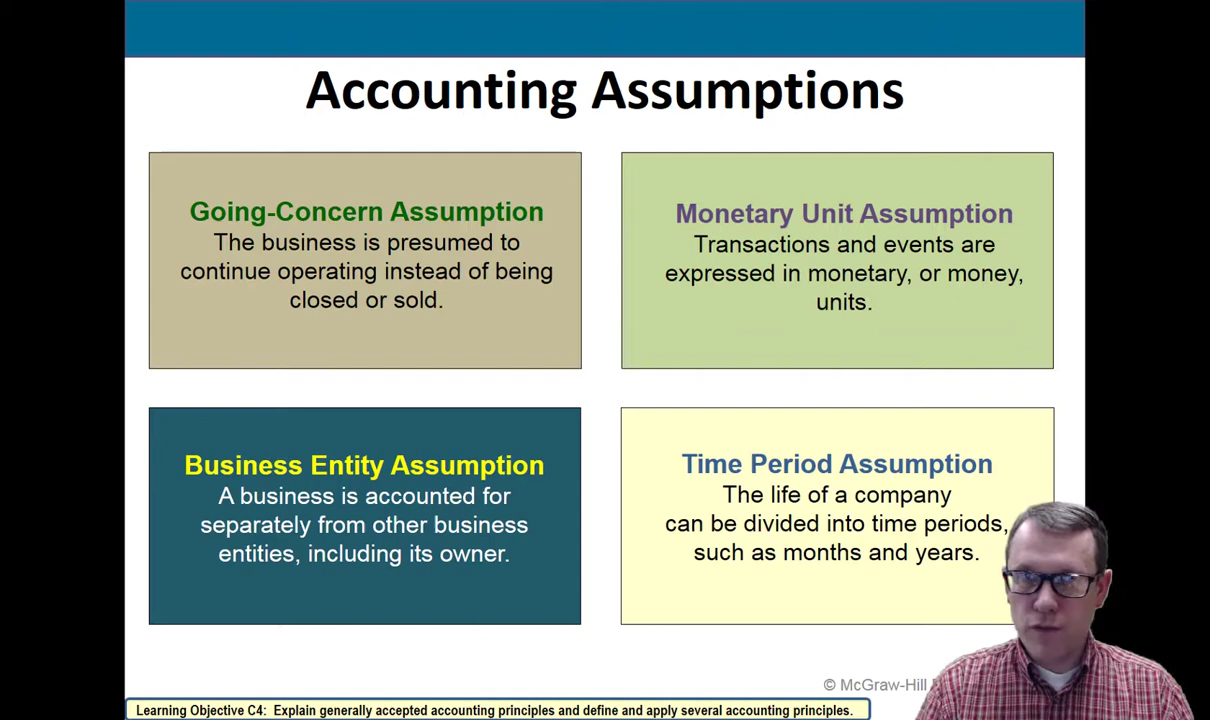 Accounting Assumptions
Going-Concern Assumption
The business is presumed to
continue operating instead of being
closed or sold.
Monetary Unit Assumption
Transactions and events are
expressed in monetary, or money,
units.
Business Entity Assumption
A business is accounted for
separately from other business
entities, including its owner.
Time Period Assumption
The life of a company
can be divided into time periods,
such as months and years.
© McGraw-Hill
Learning Objective C4: Explain generally accepted accounting principles and define and apply several accounting principles.